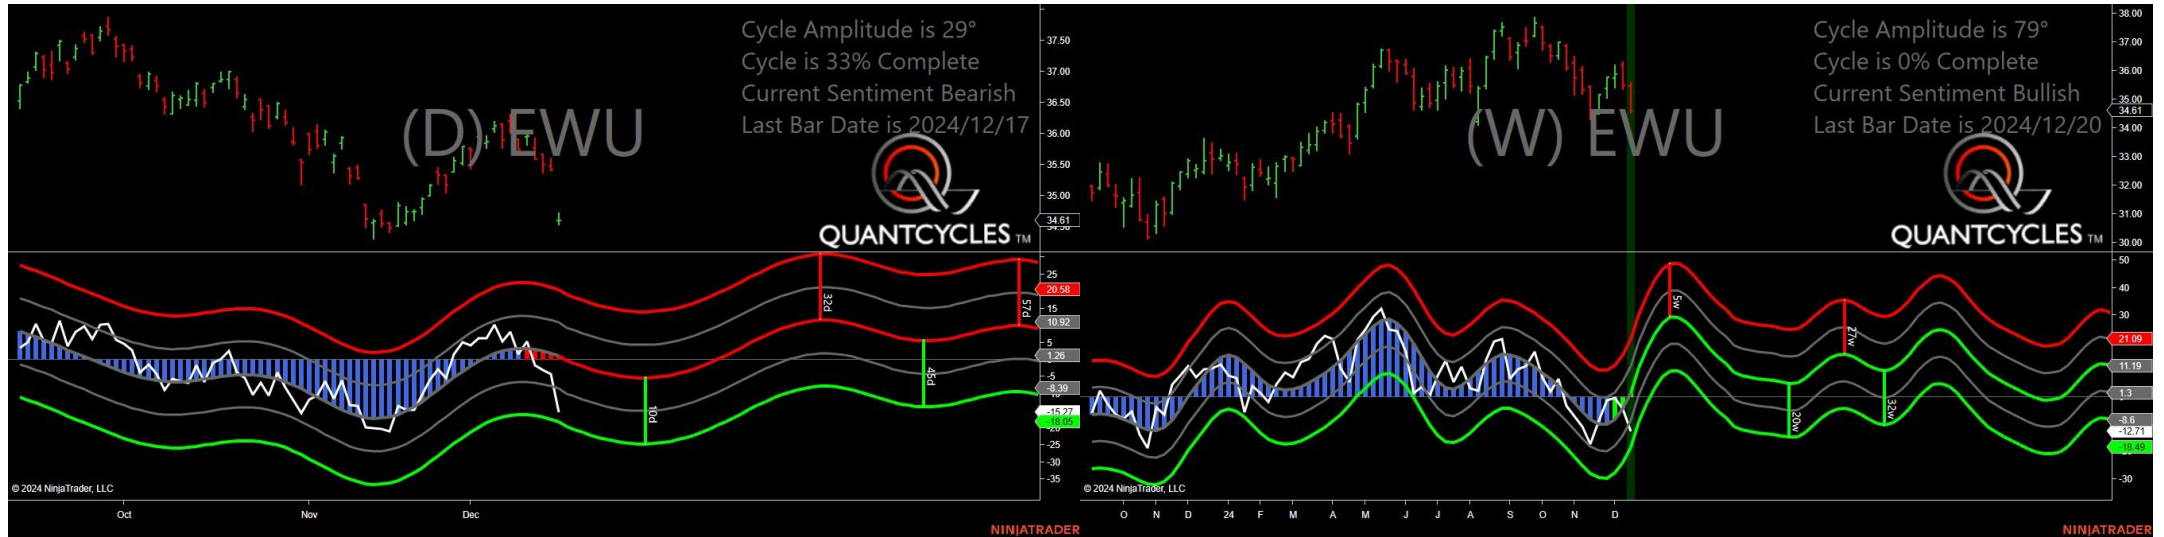 Cycle Amplitude is 29°
Cycle is 33% Complete
Current Sentiment Bearish
Last Bar Date is 2024/12/17
(D) EWU
QUANTCYCLES TM
37.50
37.00
36.50
36.00
35.50
35.00
34.61
25
20.58
15
10.92
5
1.26
-5
-8.39
-15.27
-18.05
-25
-30
-35
32d
57d
10d
45d
© 2024 NinjaTrader, LLC
Oct Nov Dec
NINJATRADER
Cycle Amplitude is 79°
Cycle is 0% Complete
Current Sentiment Bullish
Last Bar Date is 2024/12/20
(W) EWU
QUANTCYCLES TM
38.00
37.00
36.00
35.00
34.61
34.00
33.00
32.00
31.00
30.00
50
40
30
21.09
11.19
1.3
-8.6
-12.71
-18.49
-30
5w
27w
20w
32w
© 2024 NinjaTrader, LLC
O N D 24 F M A M J J A S O N D
NINJATRADER